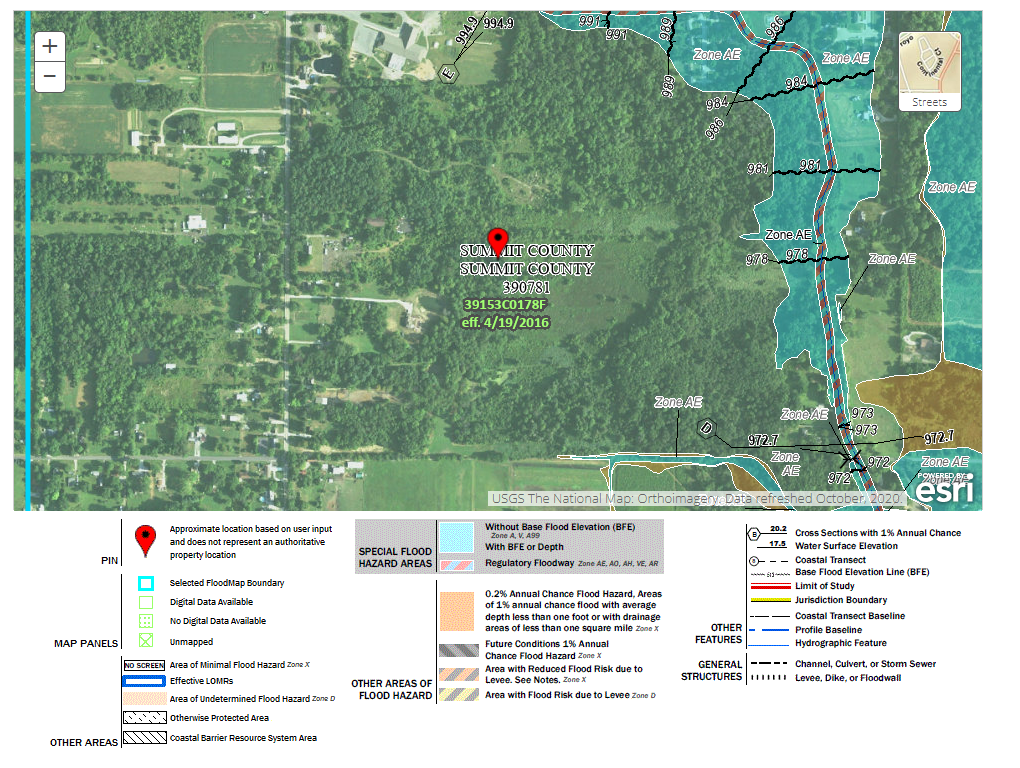 994.9
994.9
E
991
991
989
989
986
Zone AE
Zone AE
984
984
986
981
981
Zone AE
Zone AE
978
978
Zone AE
+
−
Streets
SUMMIT COUNTY
SUMMIT COUNTY
390781
39153C0178F
eff. 4/19/2016
Zone AE
D
972.7
Zone AE
973
973
972.7
Zone
AE
972
972
Zone AE
USGS The National Map: Orthoimagery. Data refreshed October, 2020.
POWERED BY
esri
PIN
Approximate location based on user input
and does not represent an authoritative
property location
MAP PANELS
Selected FloodMap Boundary
Digital Data Available
No Digital Data Available
Unmapped
OTHER AREAS
NO SCREEN Area of Minimal Flood Hazard Zone X
Effective LOMRs
Area of Undetermined Flood Hazard Zone D
Otherwise Protected Area
Coastal Barrier Resource System Area
SPECIAL FLOOD
HAZARD AREAS
Without Base Flood Elevation (BFE)
Zone A, V, A99
With BFE or Depth
Regulatory Floodway Zone AE, AO, AH, VE, AR
OTHER AREAS OF
FLOOD HAZARD
0.2% Annual Chance Flood Hazard, Areas
of 1% annual chance flood with average
depth less than one foot or with drainage
areas of less than one square mile Zone X
Future Conditions 1% Annual
Chance Flood Hazard Zone X
Area with Reduced Flood Risk due to
Levee. See Notes. Zone X
Area with Flood Risk due to Levee Zone D
OTHER
FEATURES
B 20.2 Cross Sections with 1% Annual Chance
17.5 Water Surface Elevation
8 Coastal Transect
513 Base Flood Elevation Line (BFE)
Limit of Study
Jurisdiction Boundary
Coastal Transect Baseline
Profile Baseline
Hydrographic Feature
GENERAL
STRUCTURES
Channel, Culvert, or Storm Sewer
Levee, Dike, or Floodwall